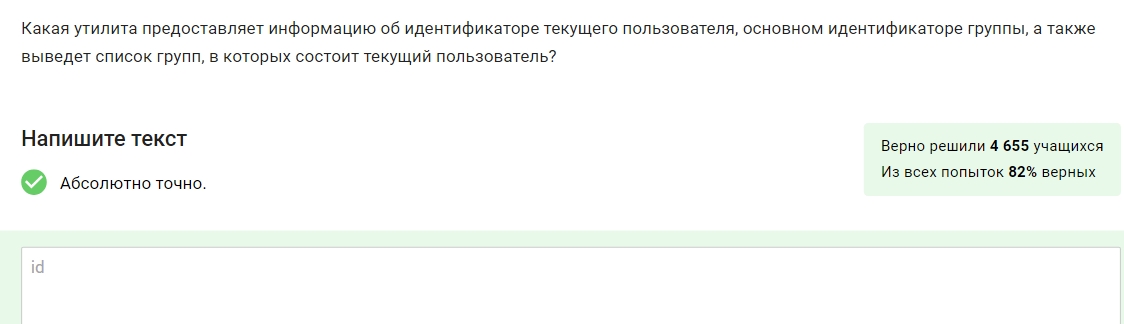 Какая утилита предоставляет информацию об идентификаторе текущего пользователя, основном идентификаторе группы, а также
выведет список групп, в которых состоит текущий пользователь?
Напишите текст
Верно решили 4 655 учащихся
Из всех попыток 82% верных
Абсолютно точно.
id